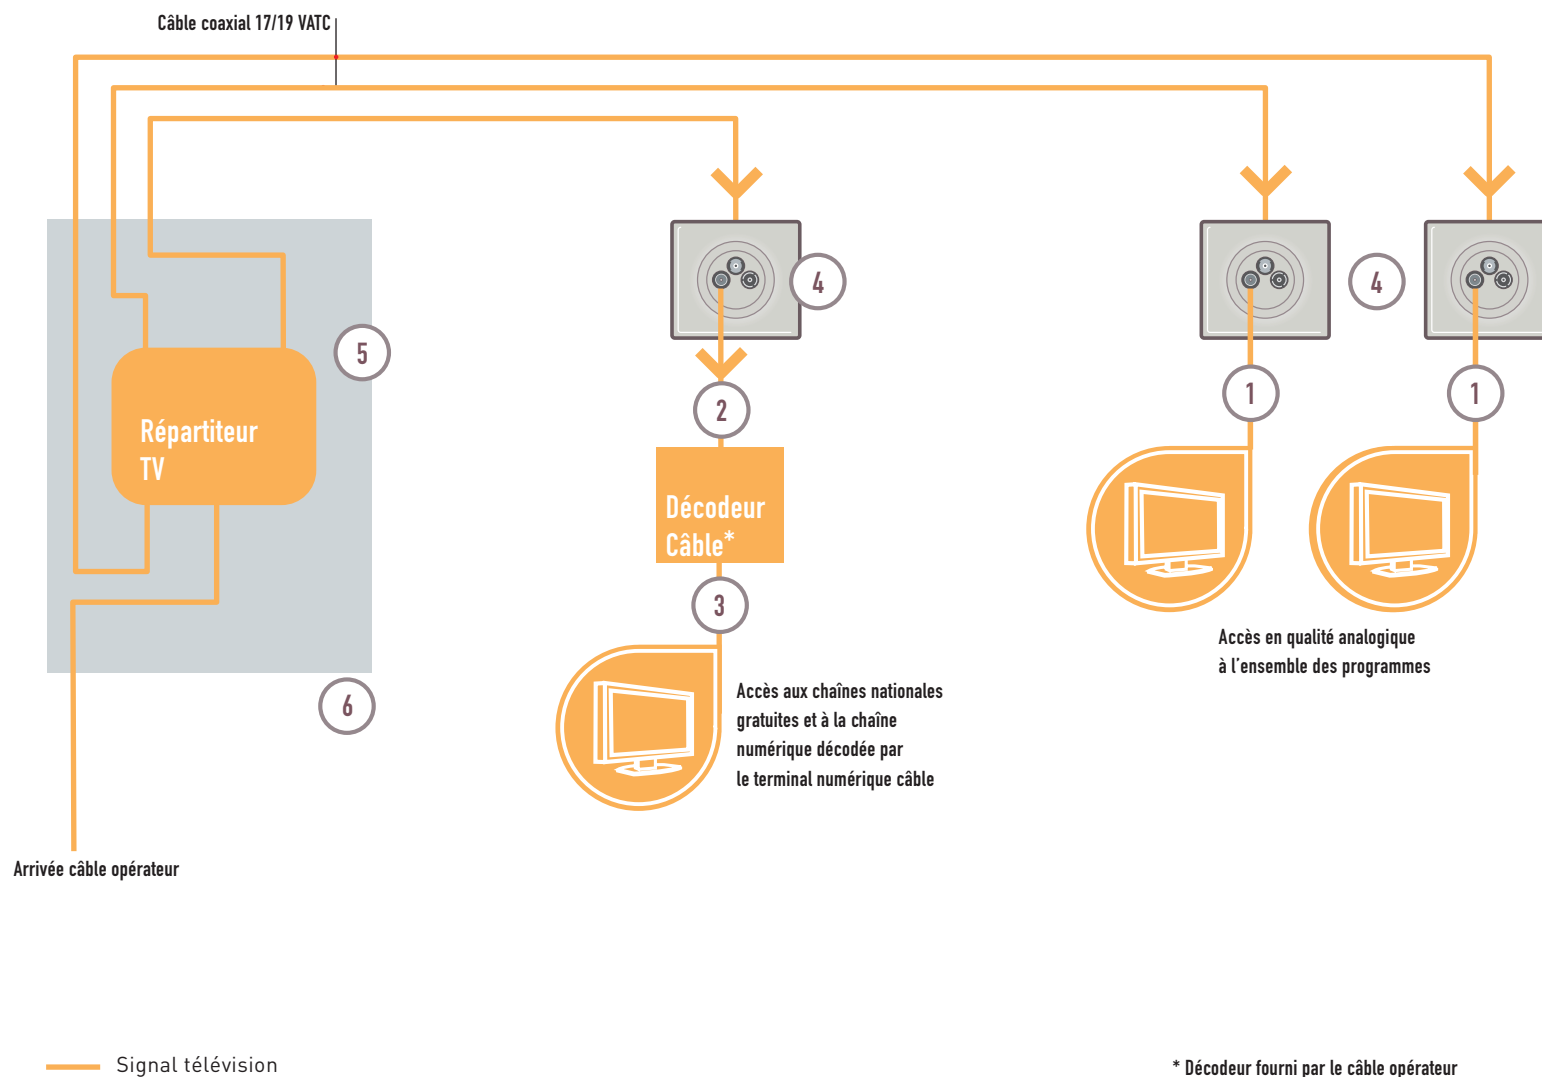 Câble coaxial 17/19 VATC
4
4
5
1
1
2
Répartiteur
TV
Décodeur
Câble*
3
Accès en qualité analogique
à l'ensemble des programmes
6
Accès aux chaînes nationales
gratuites et à la chaîne
numérique décodée par
le terminal numérique câble
Arrivée câble opérateur
Signal télévision
* Décodeur fourni par le câble opérateur